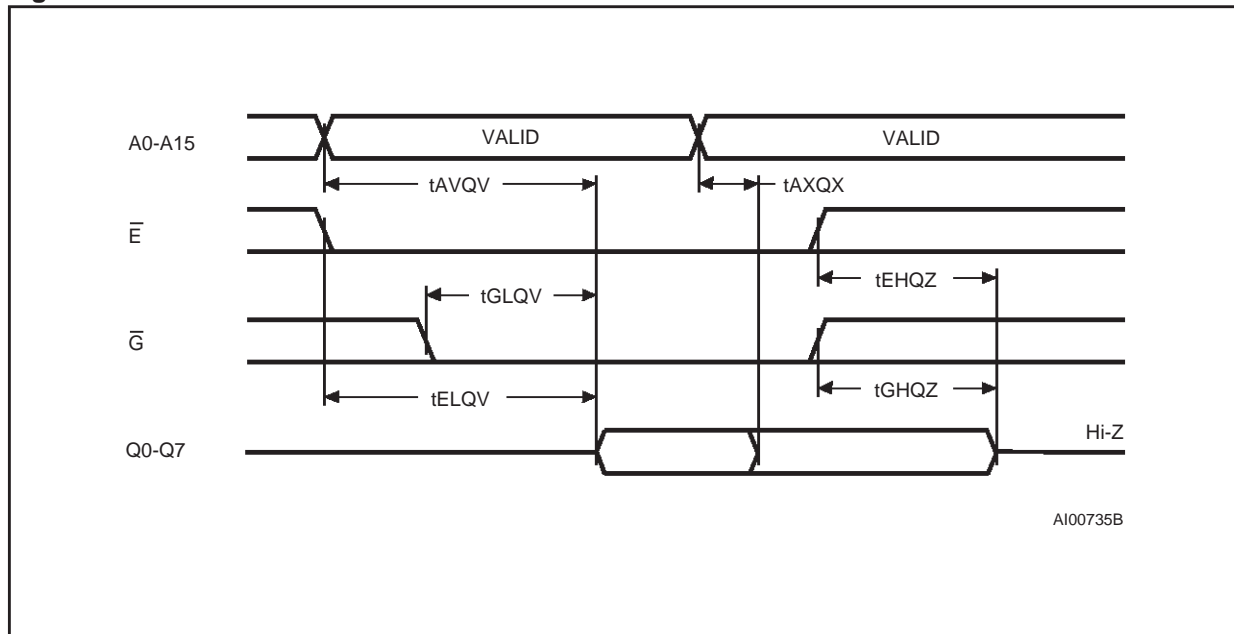 A0-A15
VALID
VALID
tAVQV
tAXQX
E̅
tEHQZ
tGLQV
G̅
tELQV
tGHQZ
Q0-Q7
Hi-Z
AI00735B